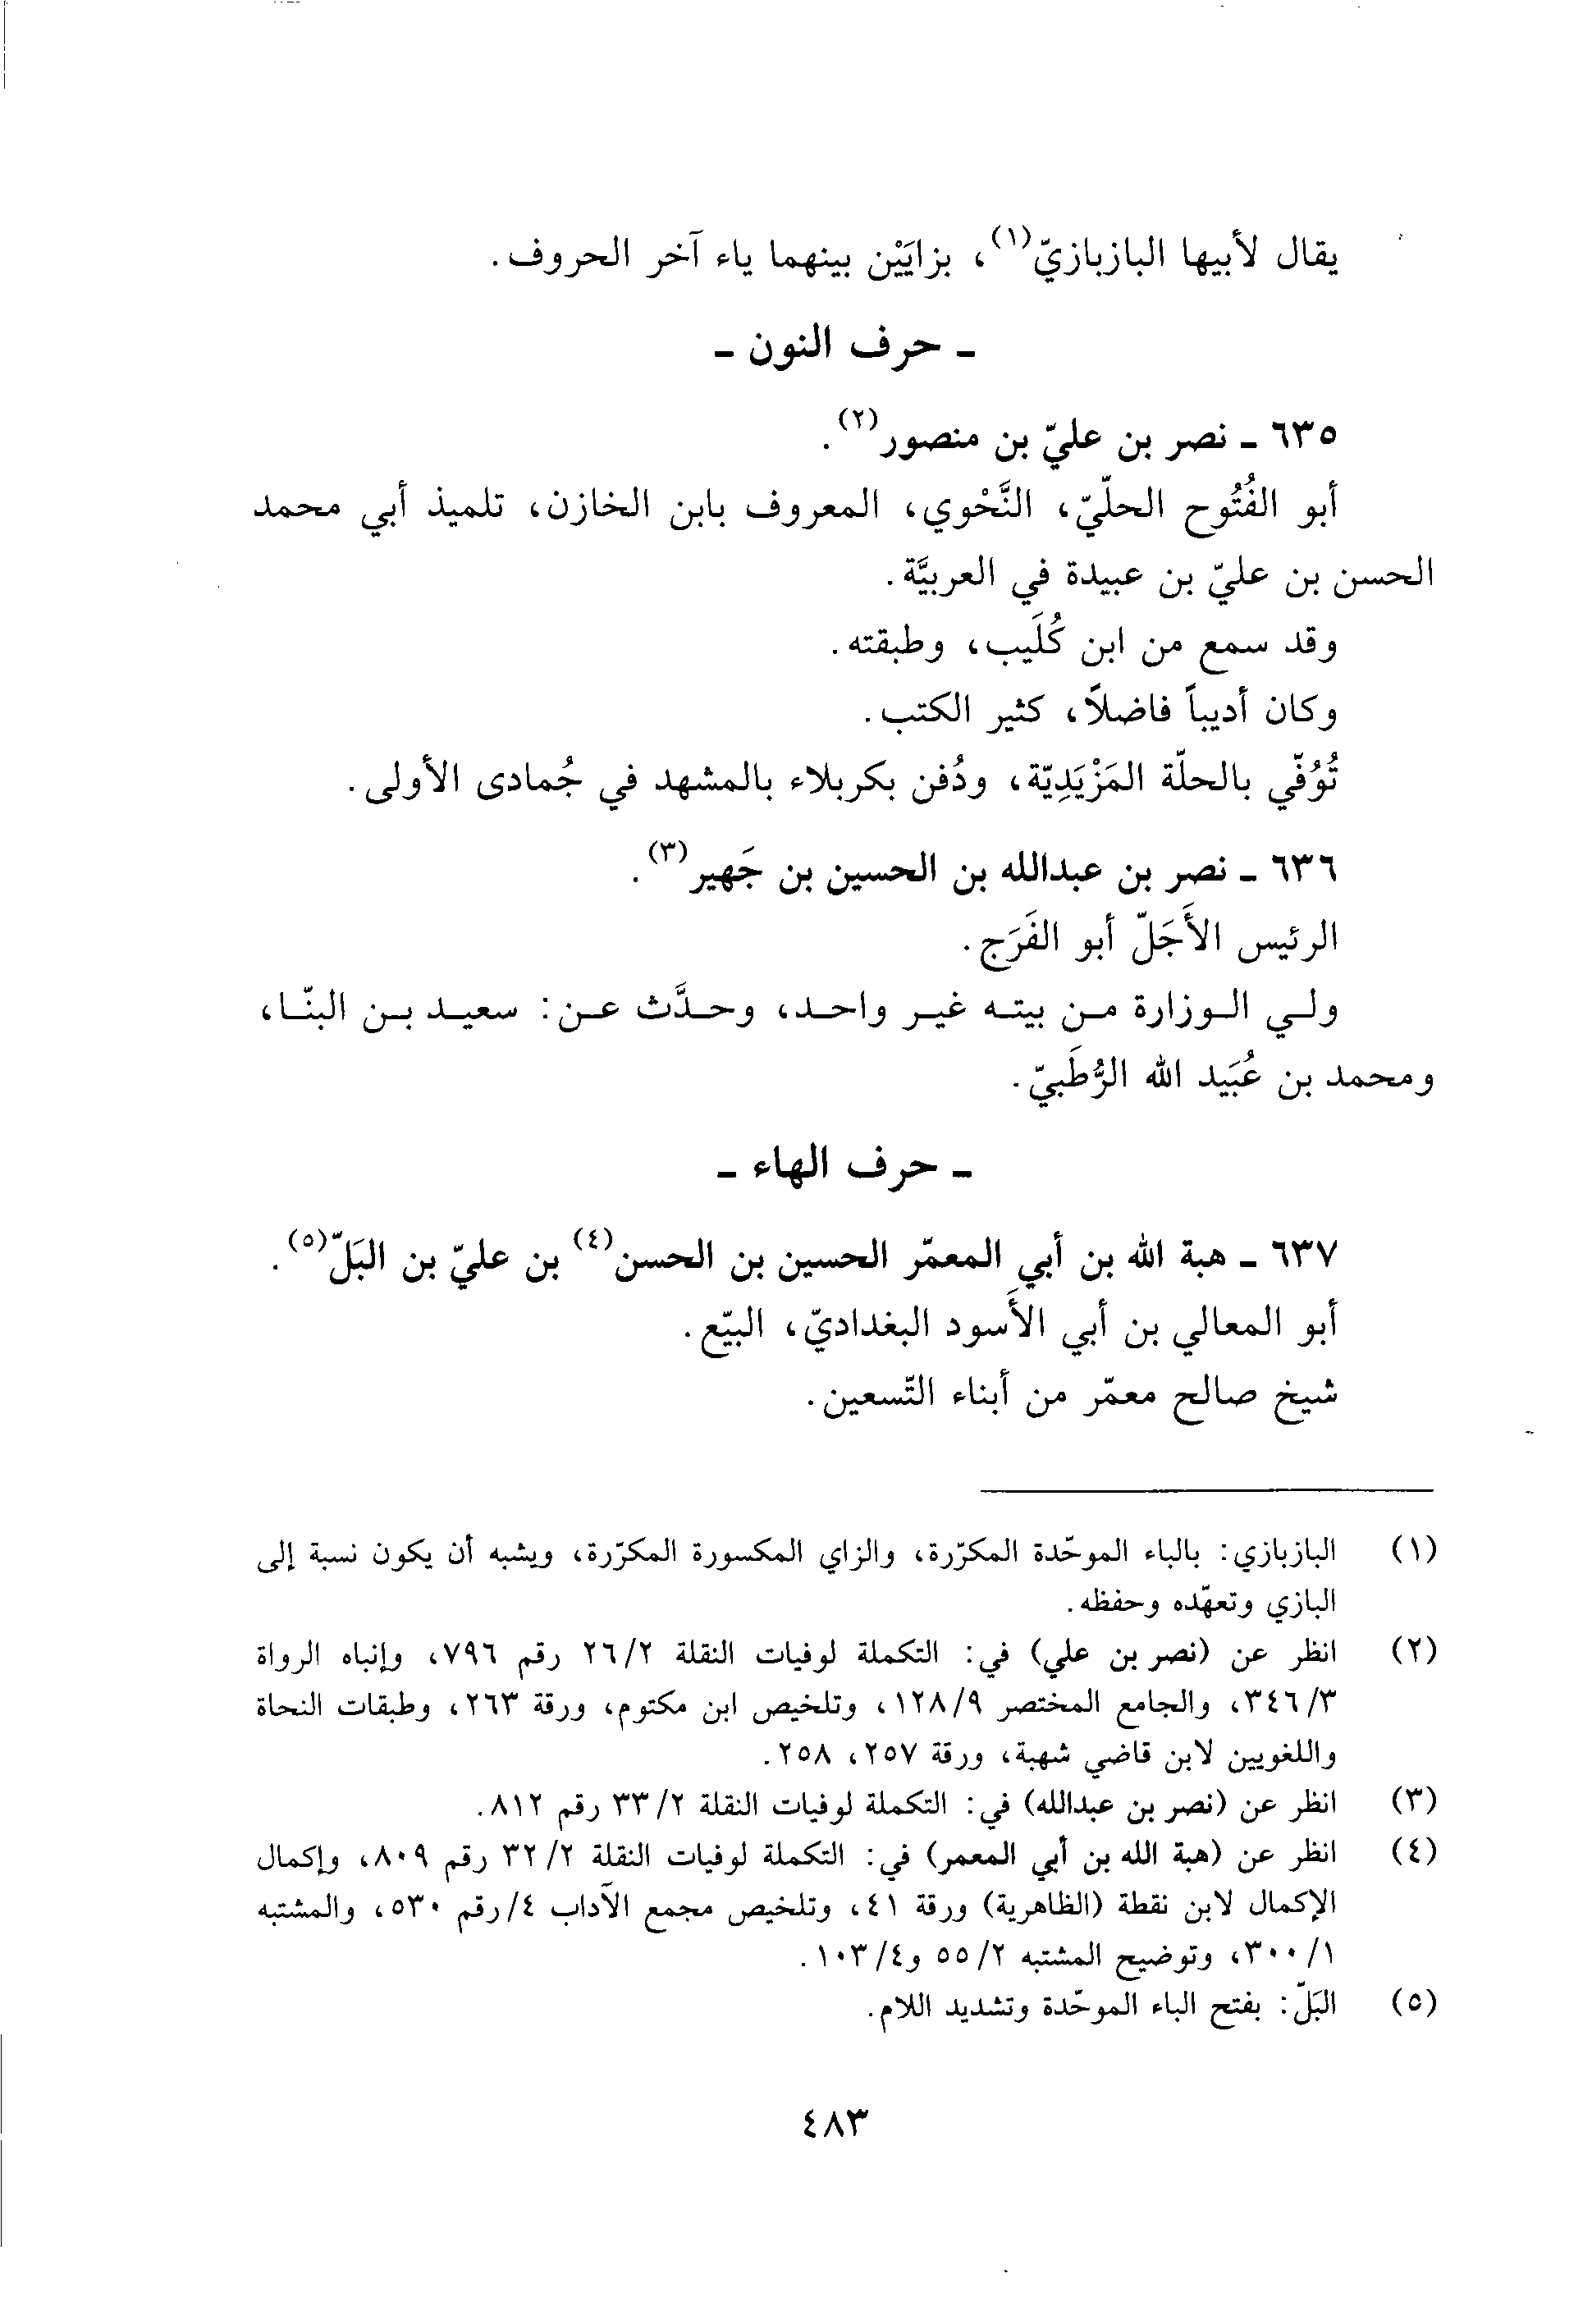 يقال لأبيها البازبازيّ(١)، بزايَيْن بينهما ياء آخر الحروف.
ـ حرف النون ـ
٦٣٥ ـ نصر بن عليّ بن منصور(٢).
أبو الفُتُوح الحلّيّ، النَّحْوي، المعروف بابن الخازن، تلميذ أبي محمد
الحسن بن عليّ بن عبيدة في العربيَّة.
وقد سمع من ابن كُلَيب، وطبقته.
وكان أديباً فاضلاً، كثير الكتب.
تُوُفّي بالحلّة المَزْيَدِيّة، ودُفن بكربلاء بالمشهد في جُمادى الأولى.
٦٣٦ ـ نصر بن عبدالله بن الحسين بن جَهير(٣).
الرئيس الأَجَلّ أبو الفَرَج.
ولي الوزارة من بيته غير واحد، وحدَّث عن: سعيد بن البنّا،
ومحمد بن عُبَيد الله الرُّطَبيّ.
ـ حرف الهاء ـ
٦٣٧ ـ هبة الله بن أبي المعمّر الحسين بن الحسن(٤) بن عليّ بن البَلّ(٥).
أبو المعالي بن أبي الأَسود البغداديّ، البيّع.
شيخ صالح معمّر من أبناء التّسعين.
(١) البازبازي: بالباء الموحّدة المكرّرة، والزاي المكسورة المكرّرة، ويشبه أن يكون نسبة إلى
البازي وتعهّده وحفظه.
(٢) انظر عن (نصر بن علي) في: التكملة لوفيات النقلة ٢٦/٢ رقم ٧٩٦، وإنباه الرواة
٣٤٦/٣، والجامع المختصر ١٢٨/٩، وتلخيص ابن مكتوم، ورقة ٢٦٣، وطبقات النحاة
واللغويين لابن قاضي شهبة، ورقة ٢٥٧، ٢٥٨.
(٣) انظر عن (نصر بن عبدالله) في: التكملة لوفيات النقلة ٣٣/٢ رقم ٨١٢.
(٤) انظر عن (هبة الله بن أبي المعمر) في: التكملة لوفيات النقلة ٣٢/٢ رقم ٨٠٩، وإكمال
الإكمال لابن نقطة (الظاهرية) ورقة ٤١، وتلخيص مجمع الآداب ٤/رقم ٥٣٠، والمشتبه
٣٠٠/١، وتوضيح المشتبه ٥٥/٢ و١٠٣/٤.
(٥) البَلّ: بفتح الباء الموحّدة وتشديد اللام.
٤٨٣